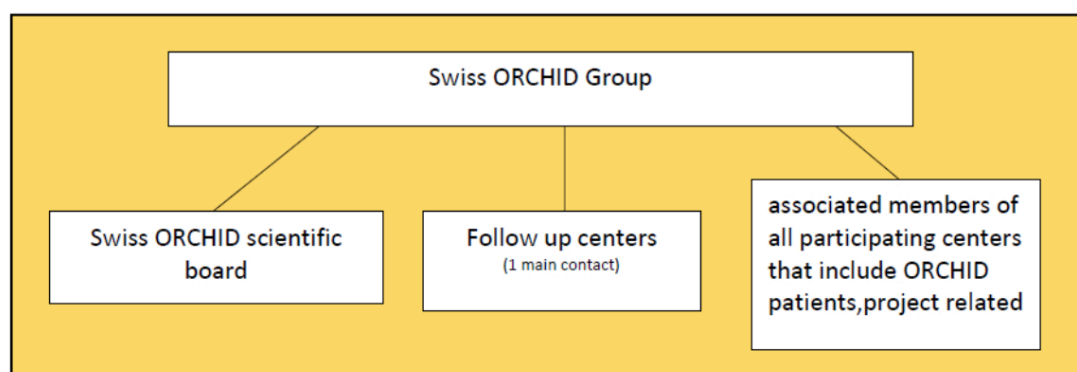 Swiss ORCHID Group
Swiss ORCHID scientific
board
Follow up centers
(1 main contact)
associated members of
all participating centers
that include ORCHID
patients,project related